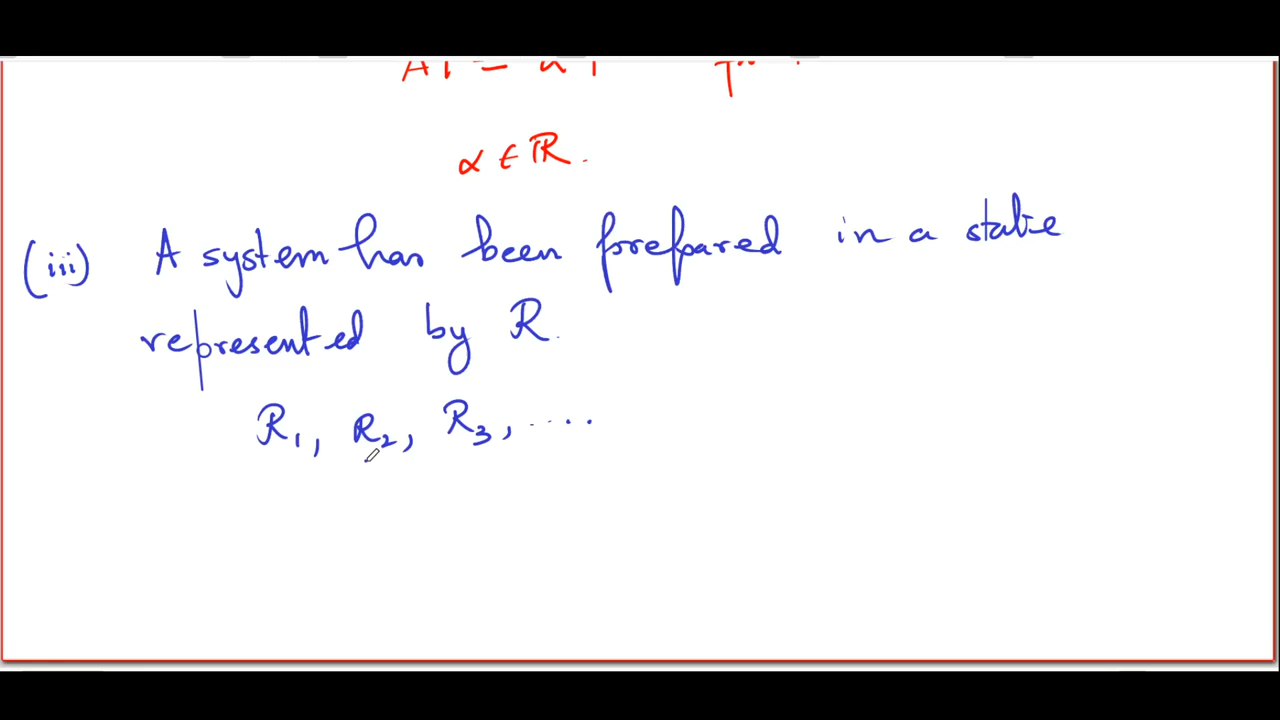 α ∈ ℝ.
(iii) A system has been prepared in a state
represented by R.
R₁, R₂, R₃, .....